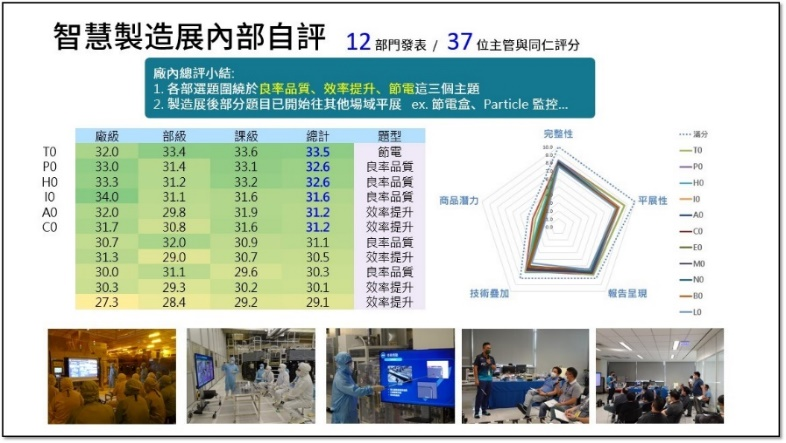 智慧製造展內部自評 12 部門發表 / 37 位主管與同仁評分
廠內總評小結:
1. 各部選題圍繞於良率品質、效率提升、節電這三個主題
2. 製造展後部分題目已開始往其他場域平展 ex. 節電盒、Particle 監控...
廠級 部級 課級 總計 題型
T0 32.0 33.4 33.6 33.5 節電
P0 33.0 31.4 33.1 32.6 良率品質
H0 33.3 31.2 33.2 32.6 良率品質
I0 34.0 31.1 31.6 31.6 良率品質
A0 32.0 29.8 31.9 31.2 效率提升
C0 31.7 30.8 31.6 31.2 效率提升
30.7 32.0 30.9 31.1 良率品質
31.3 29.0 30.7 30.5 效率提升
30.0 31.1 29.6 30.3 良率品質
30.3 29.3 30.2 30.1 效率提升
27.3 28.4 29.2 29.1 效率提升
完整性
平展性
報告呈現
技術疊加
商品潛力
10.0
滿分
T0
P0
H0
I0
A0
C0
E0
M0
N0
B0
L0